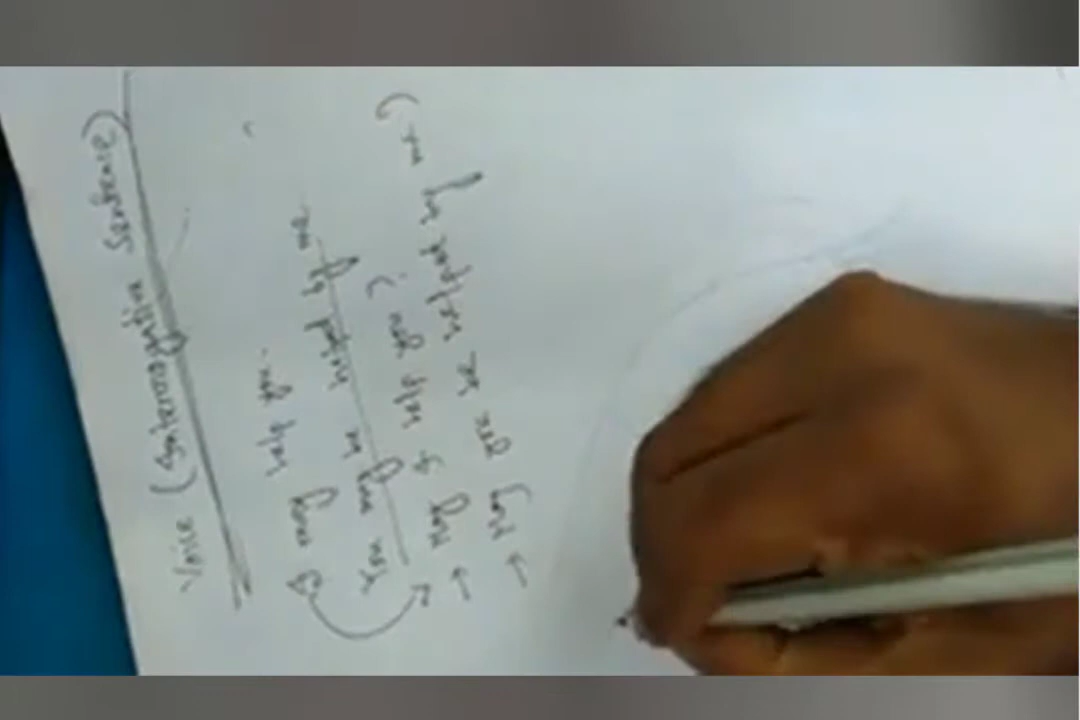 Voice (Interrogative Sentence)
I may help you.
You may be helped by me
→ May I help you ?
→ May you be helped by me ?